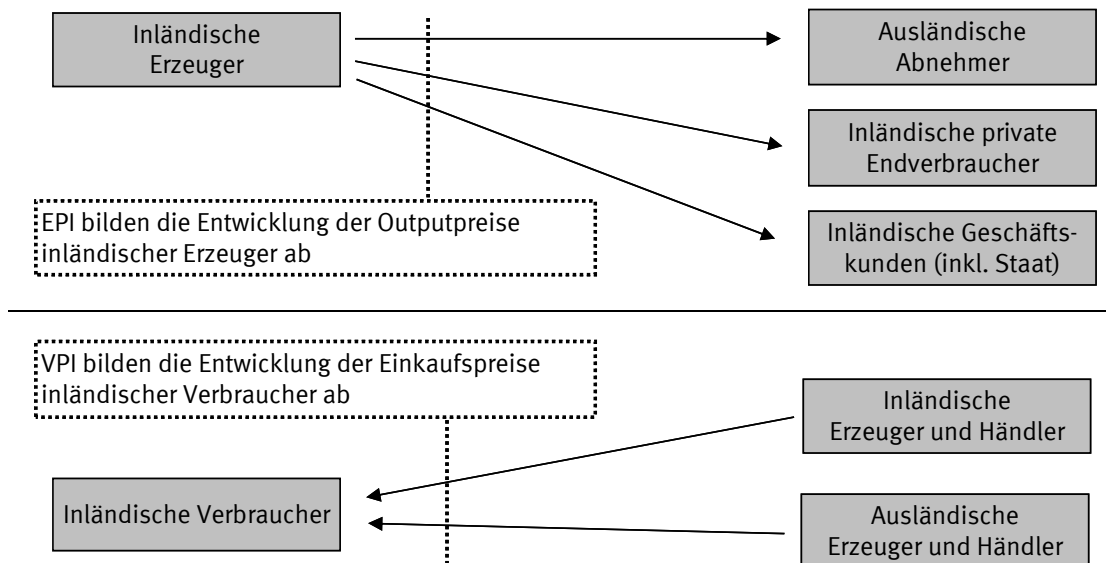 Inländische
Erzeuger
Ausländische
Abnehmer
Inländische private
Endverbraucher
EPI bilden die Entwicklung der Outputpreise
inländischer Erzeuger ab
Inländische Geschäfts-
kunden (inkl. Staat)
VPI bilden die Entwicklung der Einkaufspreise
inländischer Verbraucher ab
Inländische
Erzeuger und Händler
Inländische Verbraucher
Ausländische
Erzeuger und Händler